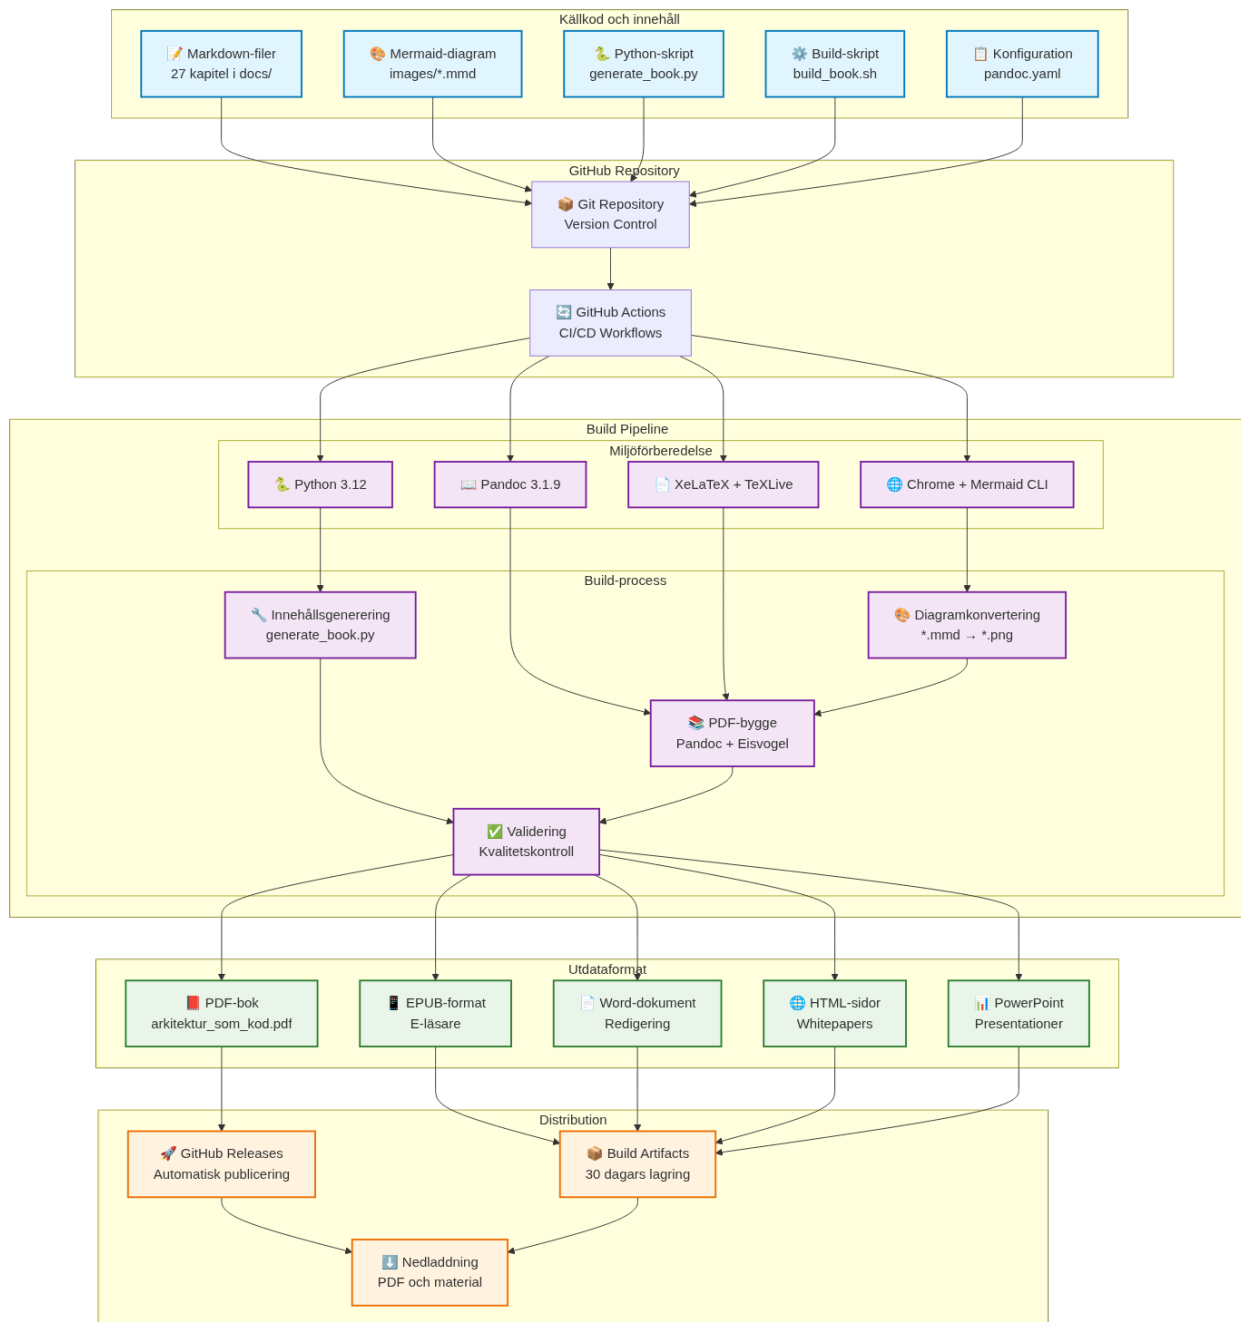 Källkod och innehåll
📝 Markdown-filer
27 kapitel i docs/
🎨 Mermaid-diagram
images/*.mmd
🐍 Python-skript
generate_book.py
⚙️ Build-skript
build_book.sh
📋 Konfiguration
pandoc.yaml
GitHub Repository
📦 Git Repository
Version Control
🔄 GitHub Actions
CI/CD Workflows
Build Pipeline
Miljöförberedelse
🐍 Python 3.12
📖 Pandoc 3.1.9
📄 XeLaTeX + TeXLive
🌐 Chrome + Mermaid CLI
Build-process
🔧 Innehållsgenerering
generate_book.py
🎨 Diagramkonvertering
*.mmd → *.png
📚 PDF-bygge
Pandoc + Eisvogel
✅ Validering
Kvalitetskontroll
Utdataformat
📕 PDF-bok
arkitektur_som_kod.pdf
📱 EPUB-format
E-läsare
📄 Word-dokument
Redigering
🌐 HTML-sidor
Whitepapers
📊 PowerPoint
Presentationer
Distribution
🚀 GitHub Releases
Automatisk publicering
📦 Build Artifacts
30 dagars lagring
⬇️ Nedladdning
PDF och material